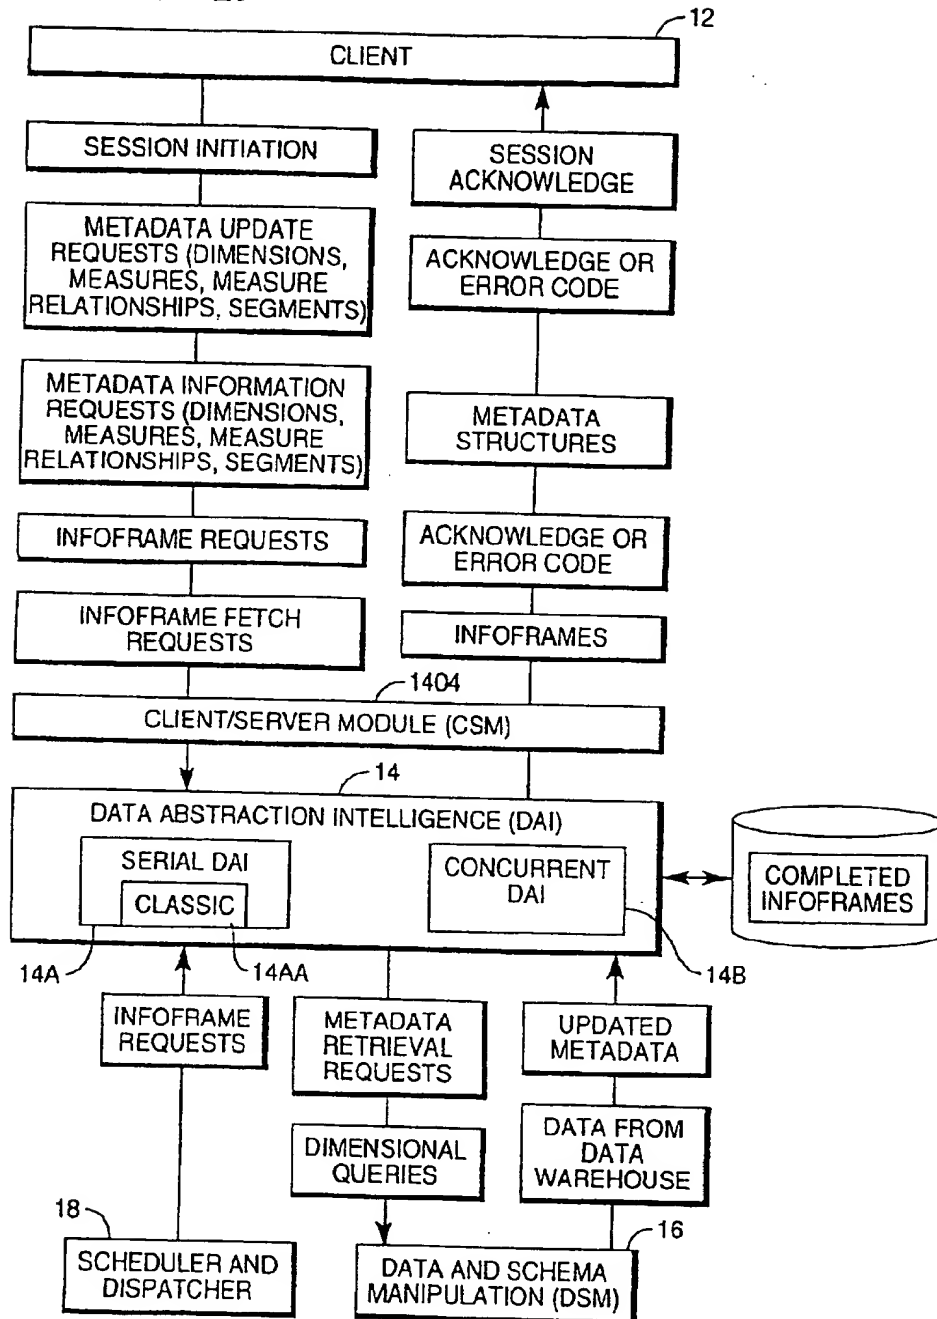 12
CLIENT
SESSION INITIATION
METADATA UPDATE
REQUESTS (DIMENSIONS,
MEASURES, MEASURE
RELATIONSHIPS, SEGMENTS)
METADATA INFORMATION
REQUESTS (DIMENSIONS,
MEASURES, MEASURE
RELATIONSHIPS, SEGMENTS)
INFOFRAME REQUESTS
INFOFRAME FETCH
REQUESTS
SESSION
ACKNOWLEDGE
ACKNOWLEDGE OR
ERROR CODE
METADATA
STRUCTURES
ACKNOWLEDGE OR
ERROR CODE
INFOFRAMES
1404
CLIENT/SERVER MODULE (CSM)
14
DATA ABSTRACTION INTELLIGENCE (DAI)
SERIAL DAI
CLASSIC
CONCURRENT
DAI
14A
14AA
14B
COMPLETED
INFOFRAMES
INFOFRAME
REQUESTS
METADATA
RETRIEVAL
REQUESTS
DIMENSIONAL
QUERIES
UPDATED
METADATA
DATA FROM
DATA
WAREHOUSE
18
SCHEDULER AND
DISPATCHER
16
DATA AND SCHEMA
MANIPULATION (DSM)